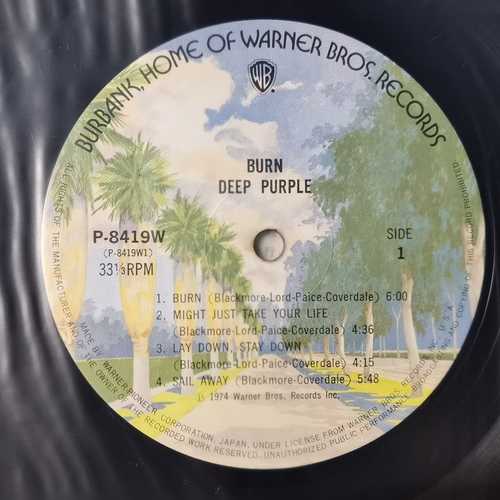 BURBANK, HOME OF WARNER BROS. RECORDS
WB
BURN
DEEP PURPLE
P-8419W
(P-8419W1)
33⅓RPM
SIDE
1
1. BURN (Blackmore-Lord-Paice-Coverdale) 6:00
2. MIGHT JUST TAKE YOUR LIFE
(Blackmore-Lord-Paice-Coverdale) 4:36
3. LAY DOWN, STAY DOWN
(Blackmore-Lord-Paice-Coverdale) 4:15
4. SAIL AWAY (Blackmore-Coverdale) 5:48
Ⓟ 1974 Warner Bros. Records Inc.
MADE BY WARNER-PIONEER CORPORATION, JAPAN, UNDER LICENSE FROM WARNER BROS. RECORDS INC. U.S.A.
ALL RIGHTS OF THE MANUFACTURER AND OF THE OWNER OF THE RECORDED WORK RESERVED. UNAUTHORIZED PUBLIC PERFORMANCE, BROADCASTING AND COPYING OF THIS RECORD PROHIBITED.